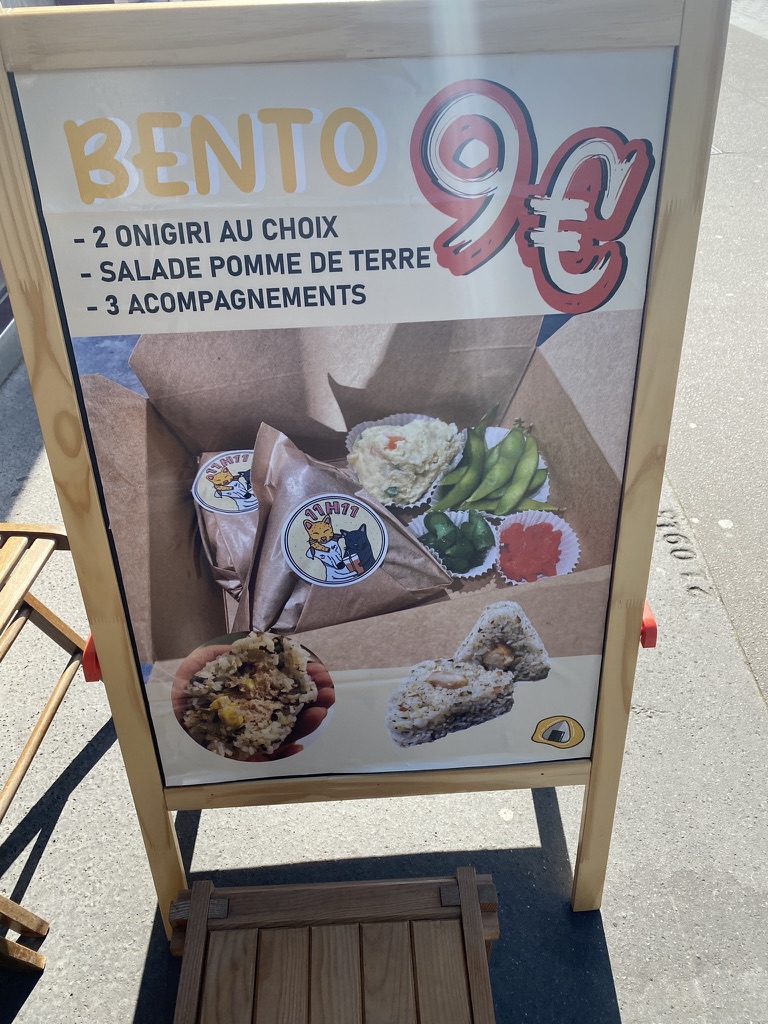 BENTO
9€
- 2 ONIGIRI AU CHOIX
- SALADE POMME DE TERRE
- 3 ACOMPAGNEMENTS
11H11
11H11